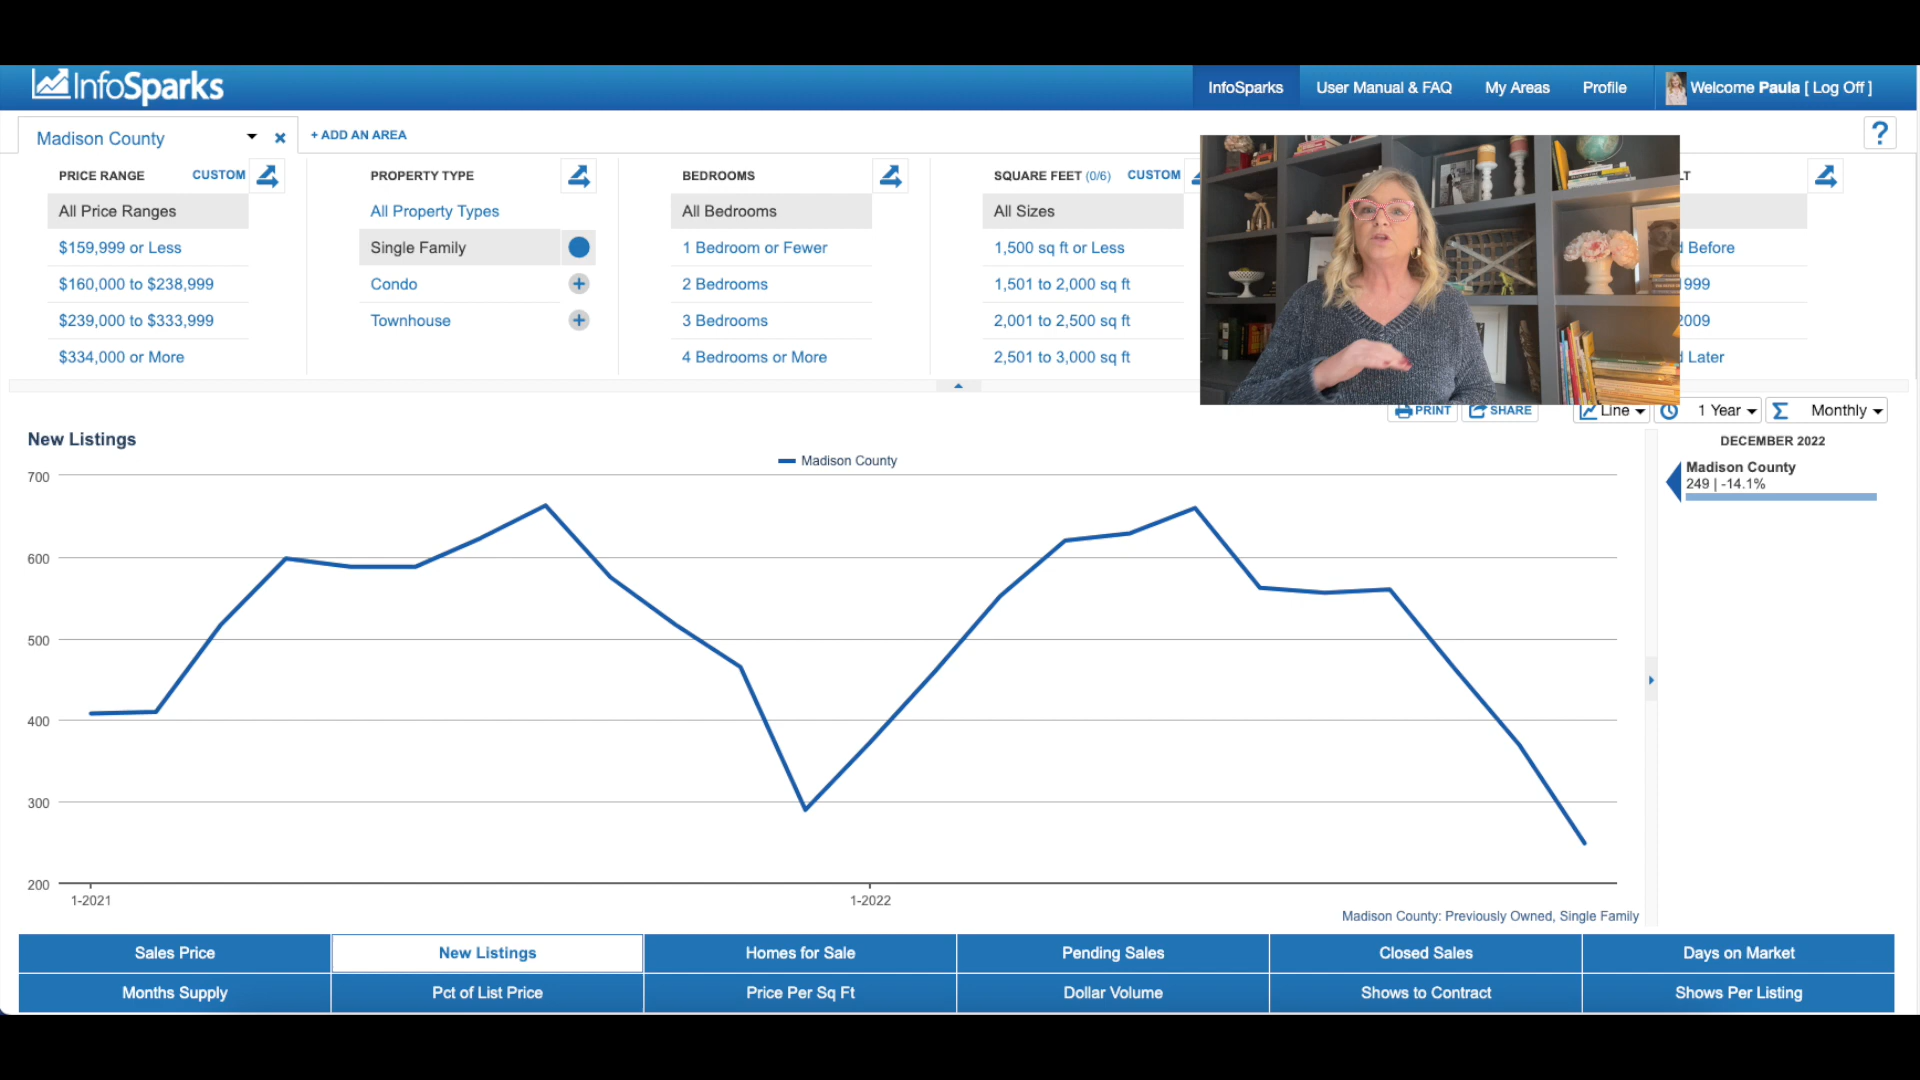 InfoSparks
InfoSparks User Manual & FAQ My Areas Profile Welcome Paula [ Log Off ]
Madison County
+ ADD AN AREA
?
PRICE RANGE CUSTOM
All Price Ranges
$159,999 or Less
$160,000 to $238,999
$239,000 to $333,999
$334,000 or More
PROPERTY TYPE
All Property Types
Single Family
Condo
Townhouse
BEDROOMS
All Bedrooms
1 Bedroom or Fewer
2 Bedrooms
3 Bedrooms
4 Bedrooms or More
SQUARE FEET (0/6) CUSTOM
All Sizes
1,500 sq ft or Less
1,501 to 2,000 sq ft
2,001 to 2,500 sq ft
2,501 to 3,000 sq ft
LT
Before
1999
2009
Later
PRINT SHARE Line 1 Year Monthly
New Listings
Madison County
700
600
500
400
300
200
1-2021 1-2022
Madison County: Previously Owned, Single Family
DECEMBER 2022
Madison County
249 | -14.1%
Sales Price New Listings Homes for Sale Pending Sales Closed Sales Days on Market
Months Supply Pct of List Price Price Per Sq Ft Dollar Volume Shows to Contract Shows Per Listing